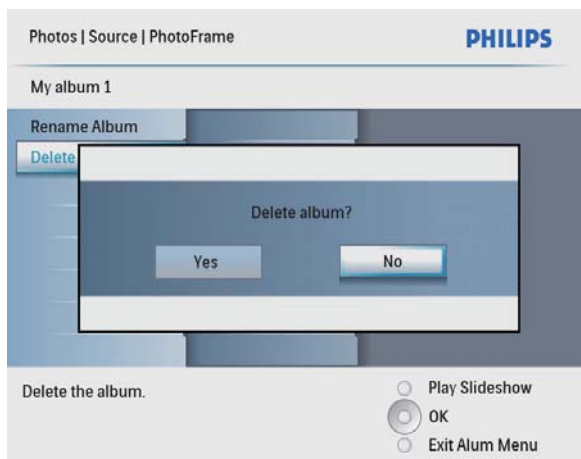 Photos | Source | PhotoFrame
PHILIPS
My album 1
Rename Album
Delete
Delete album?
Yes
No
Delete the album.
Play Slideshow
OK
Exit Alum Menu